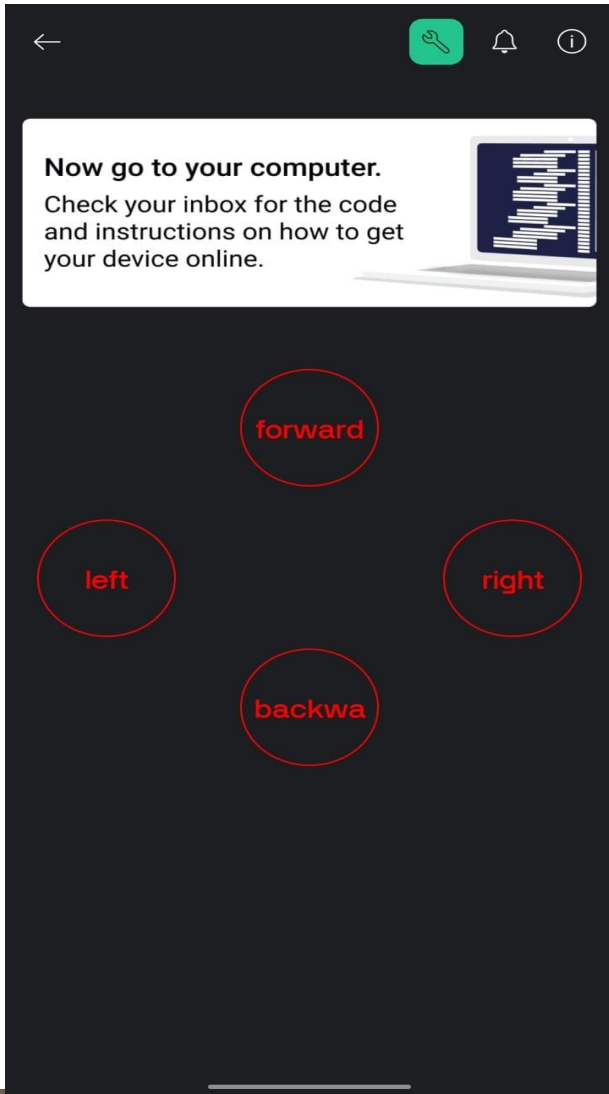 Now go to your computer.
Check your inbox for the code
and instructions on how to get
your device online.
forward
left
right
backwa